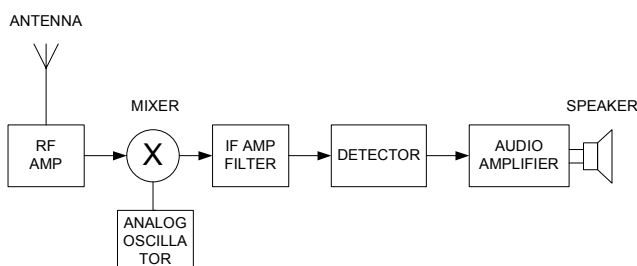 ANTENNA
MIXER
SPEAKER
RF
AMP
X
IF AMP
FILTER
DETECTOR
AUDIO
AMPLIFIER
ANALOG
OSCILLA
TOR